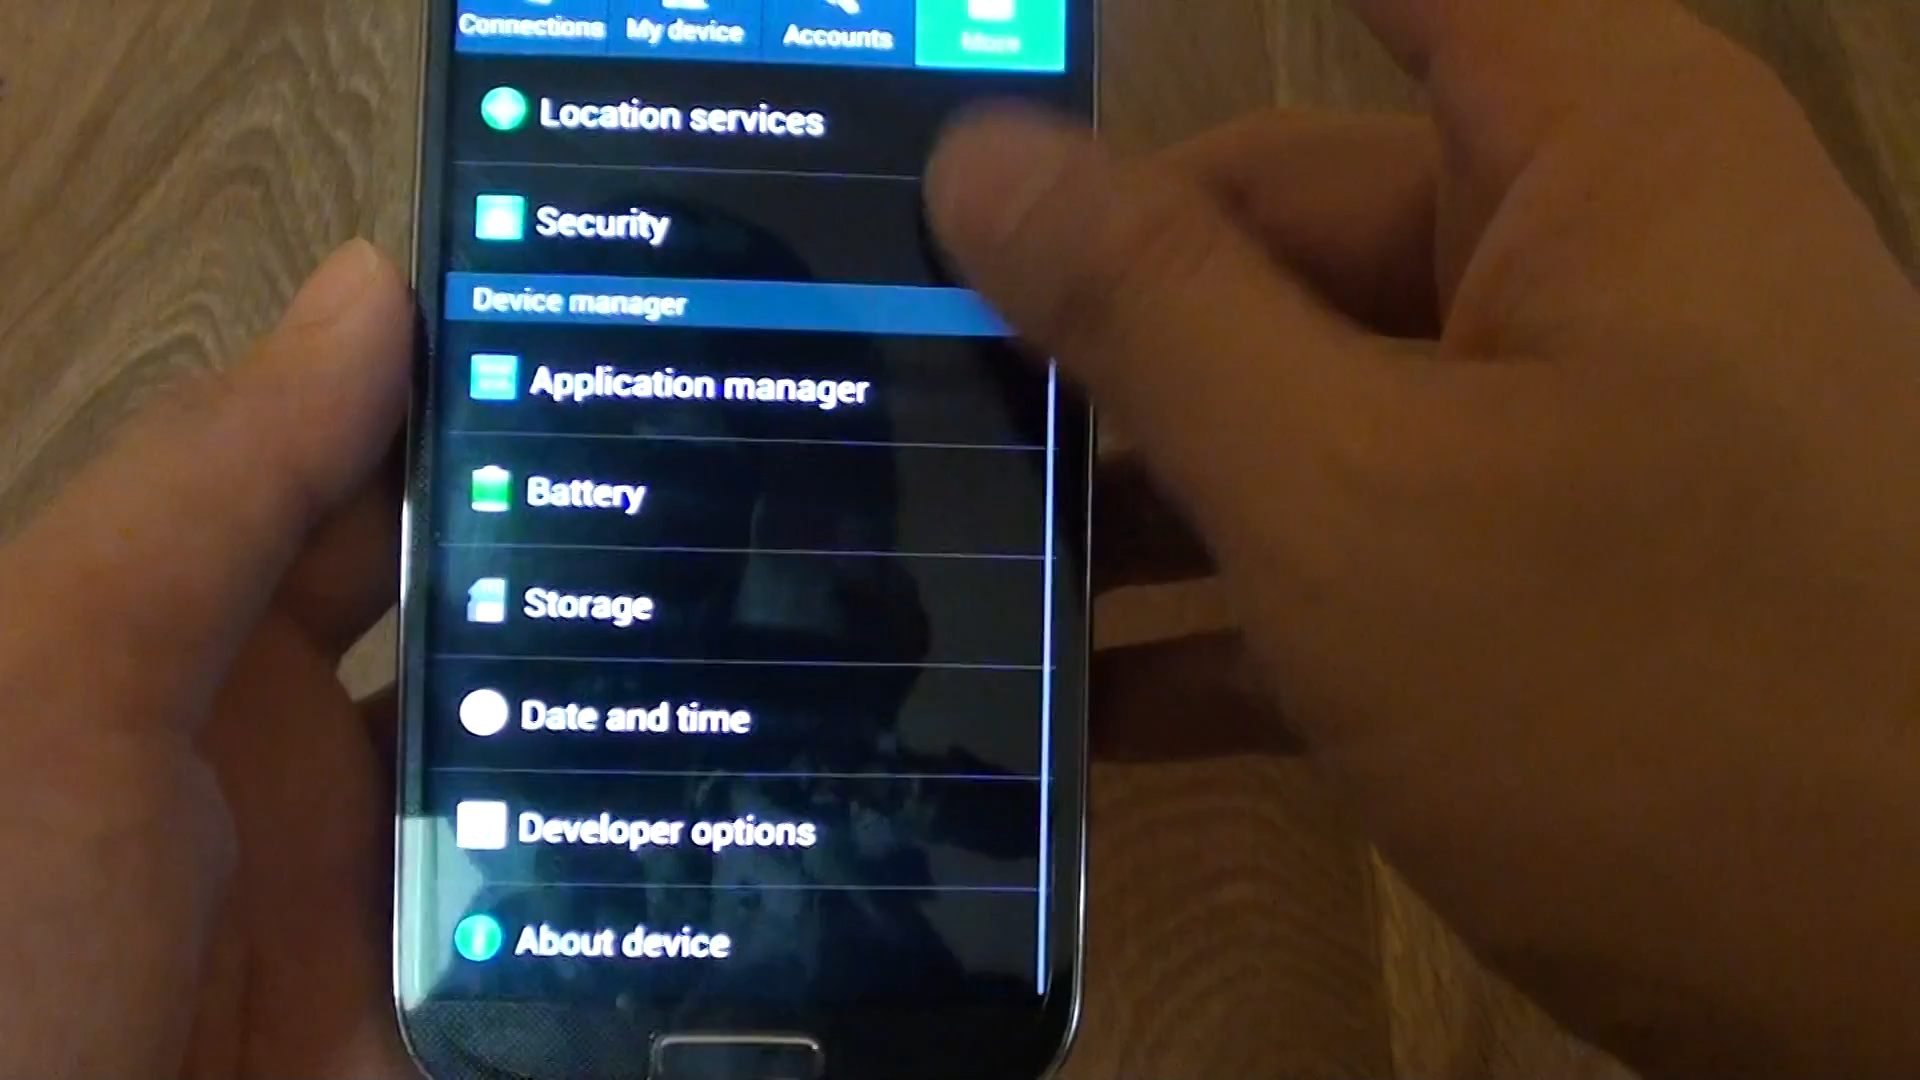 Connections My device Accounts More
Location services
Security
Device manager
Application manager
Battery
Storage
Date and time
Developer options
About device